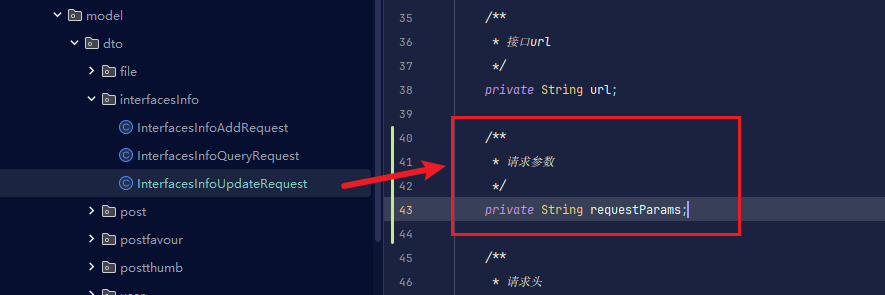 model
dto
file
interfacesInfo
InterfacesInfoAddRequest
InterfacesInfoQueryRequest
InterfacesInfoUpdateRequest
post
postfavour
postthumb
35 /**
36 * 接口url
37 */
38 private String url;
39
40 /**
41 * 请求参数
42 */
43 private String requestParams;
44
45 /**
46 * 请求头